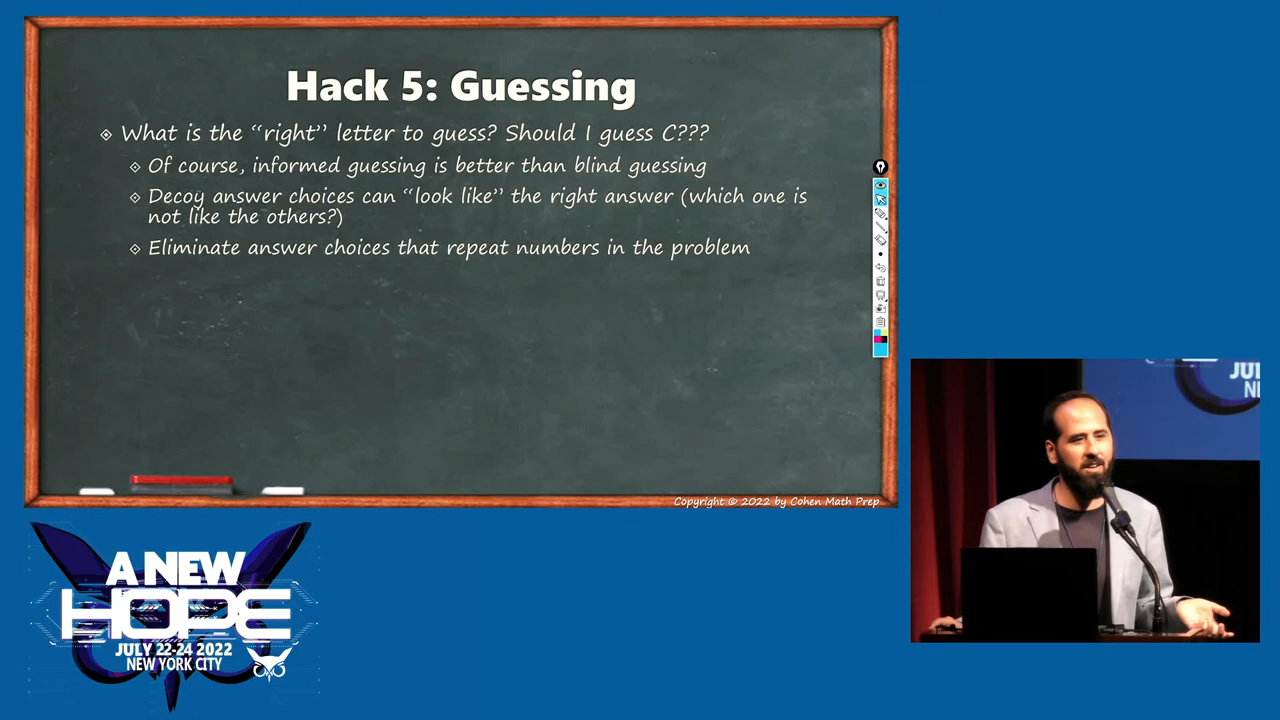 Hack 5: Guessing
What is the “right” letter to guess? Should I guess C???
Of course, informed guessing is better than blind guessing
Decoy answer choices can “look like” the right answer (which one is
not like the others?)
Eliminate answer choices that repeat numbers in the problem
Copyright © 2022 by Cohen Math Prep
A NEW
HOPE
JULY 22-24 2022
NEW YORK CITY